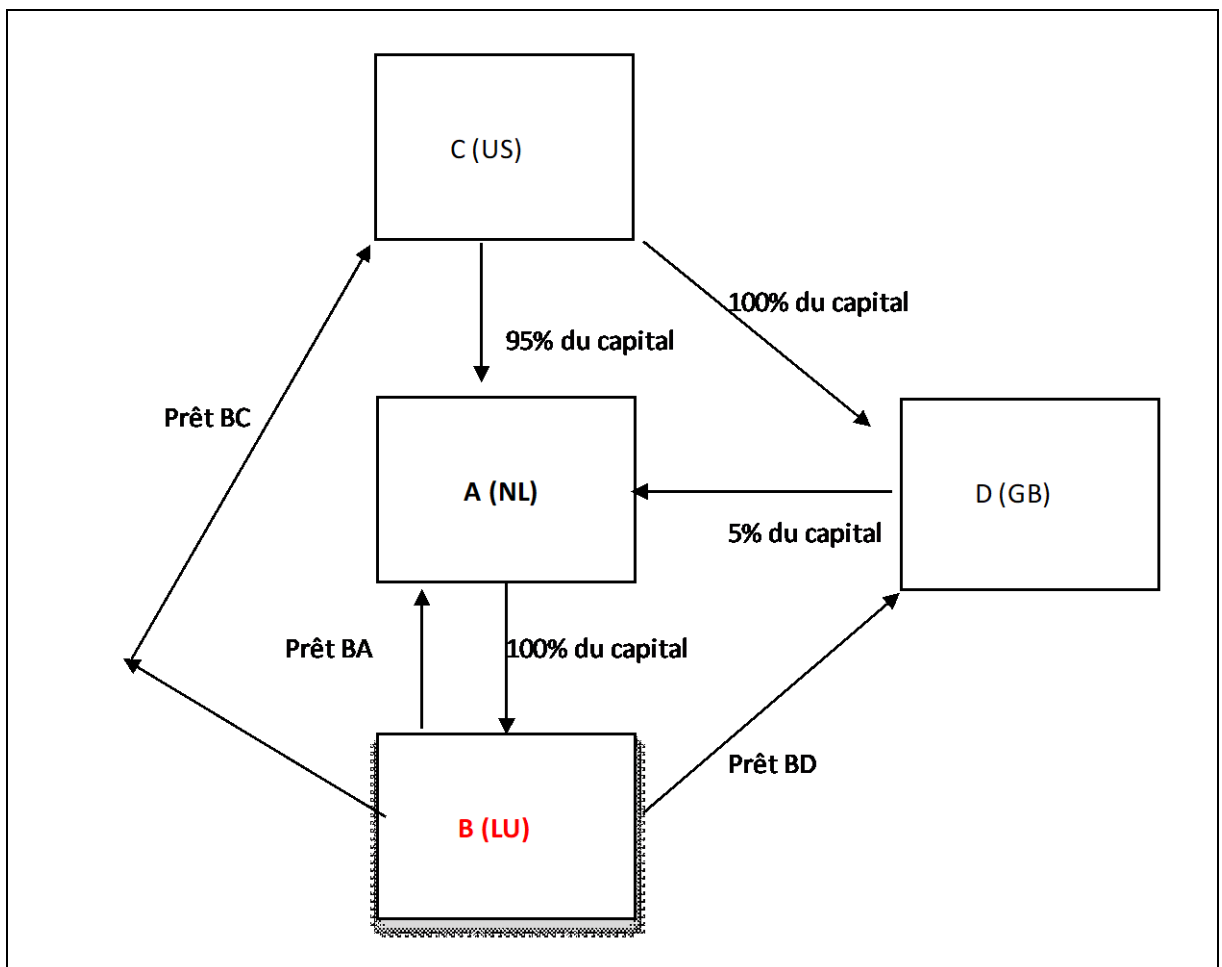 C (US)
100% du capital
95% du capital
Prêt BC
A (NL)
D (GB)
5% du capital
Prêt BA
100% du capital
Prêt BD
B (LU)